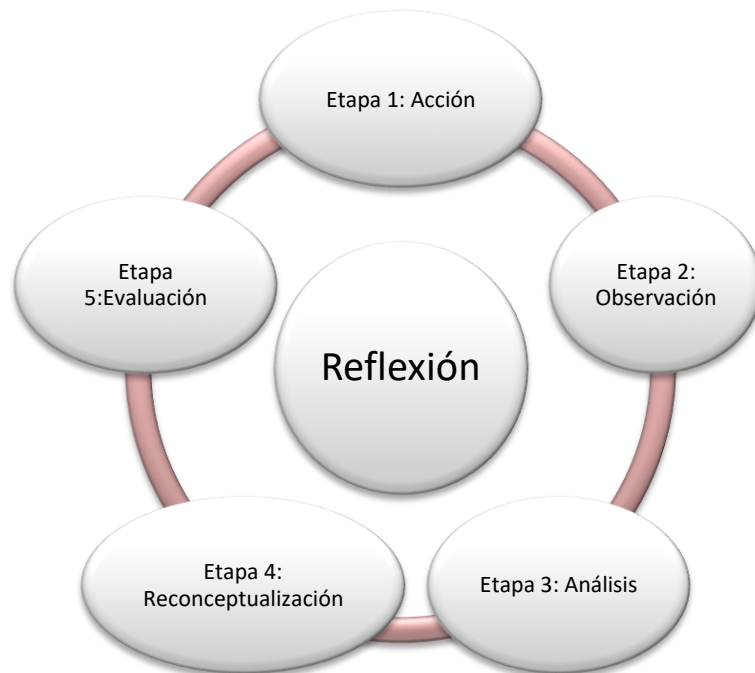 Etapa 1: Acción
Etapa 2:
Observación
Etapa 3: Análisis
Etapa 4:
Reconceptualización
Etapa
5:Evaluación
Reflexión